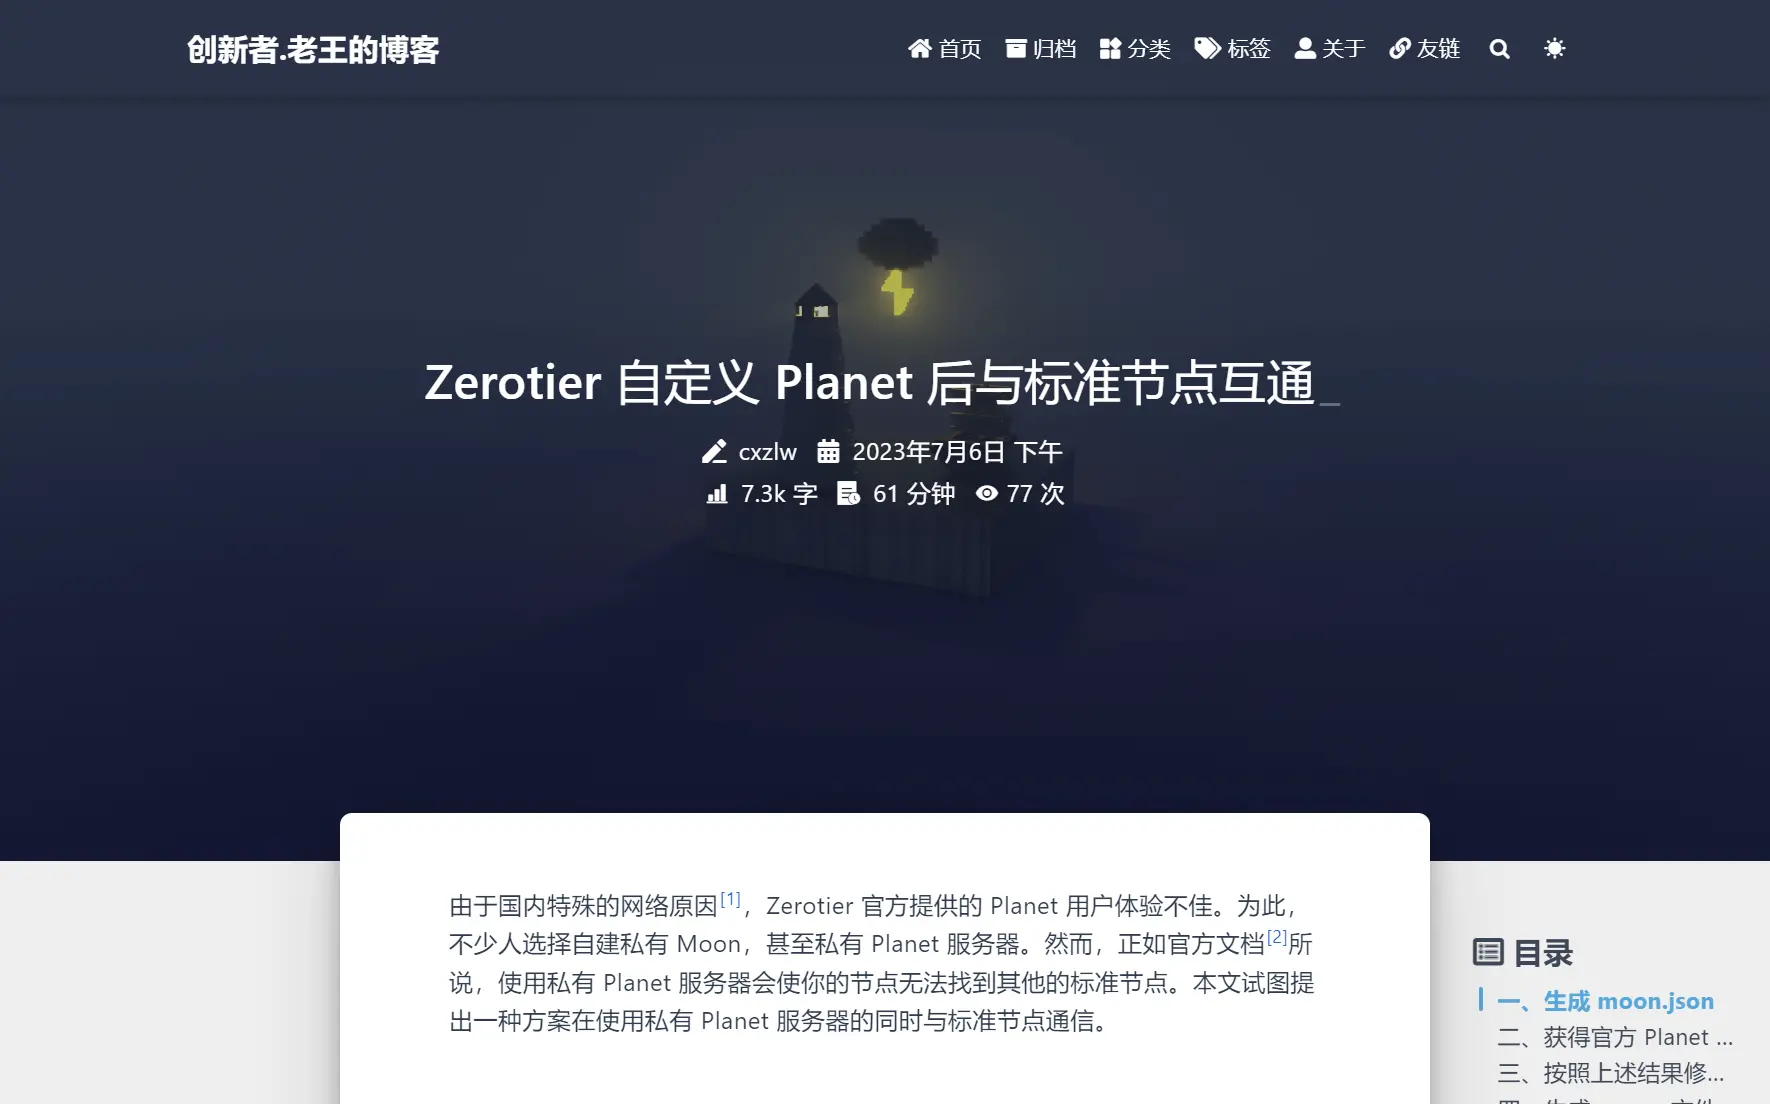 创新者.老王的博客
首页 归档 分类 标签 关于 友链
Zerotier 自定义 Planet 后与标准节点互通_
cxzlw 2023年7月6日 下午
7.3k 字 61 分钟 77 次
由于国内特殊的网络原因[1]，Zerotier 官方提供的 Planet 用户体验不佳。为此，
不少人选择自建私有 Moon，甚至私有 Planet 服务器。然而，正如官方文档[2]所
说，使用私有 Planet 服务器会使你的节点无法找到其他的标准节点。本文试图提
出一种方案在使用私有 Planet 服务器的同时与标准节点通信。
目录
一、生成 moon.json
二、获得官方 Planet ...
三、按照上述结果修...